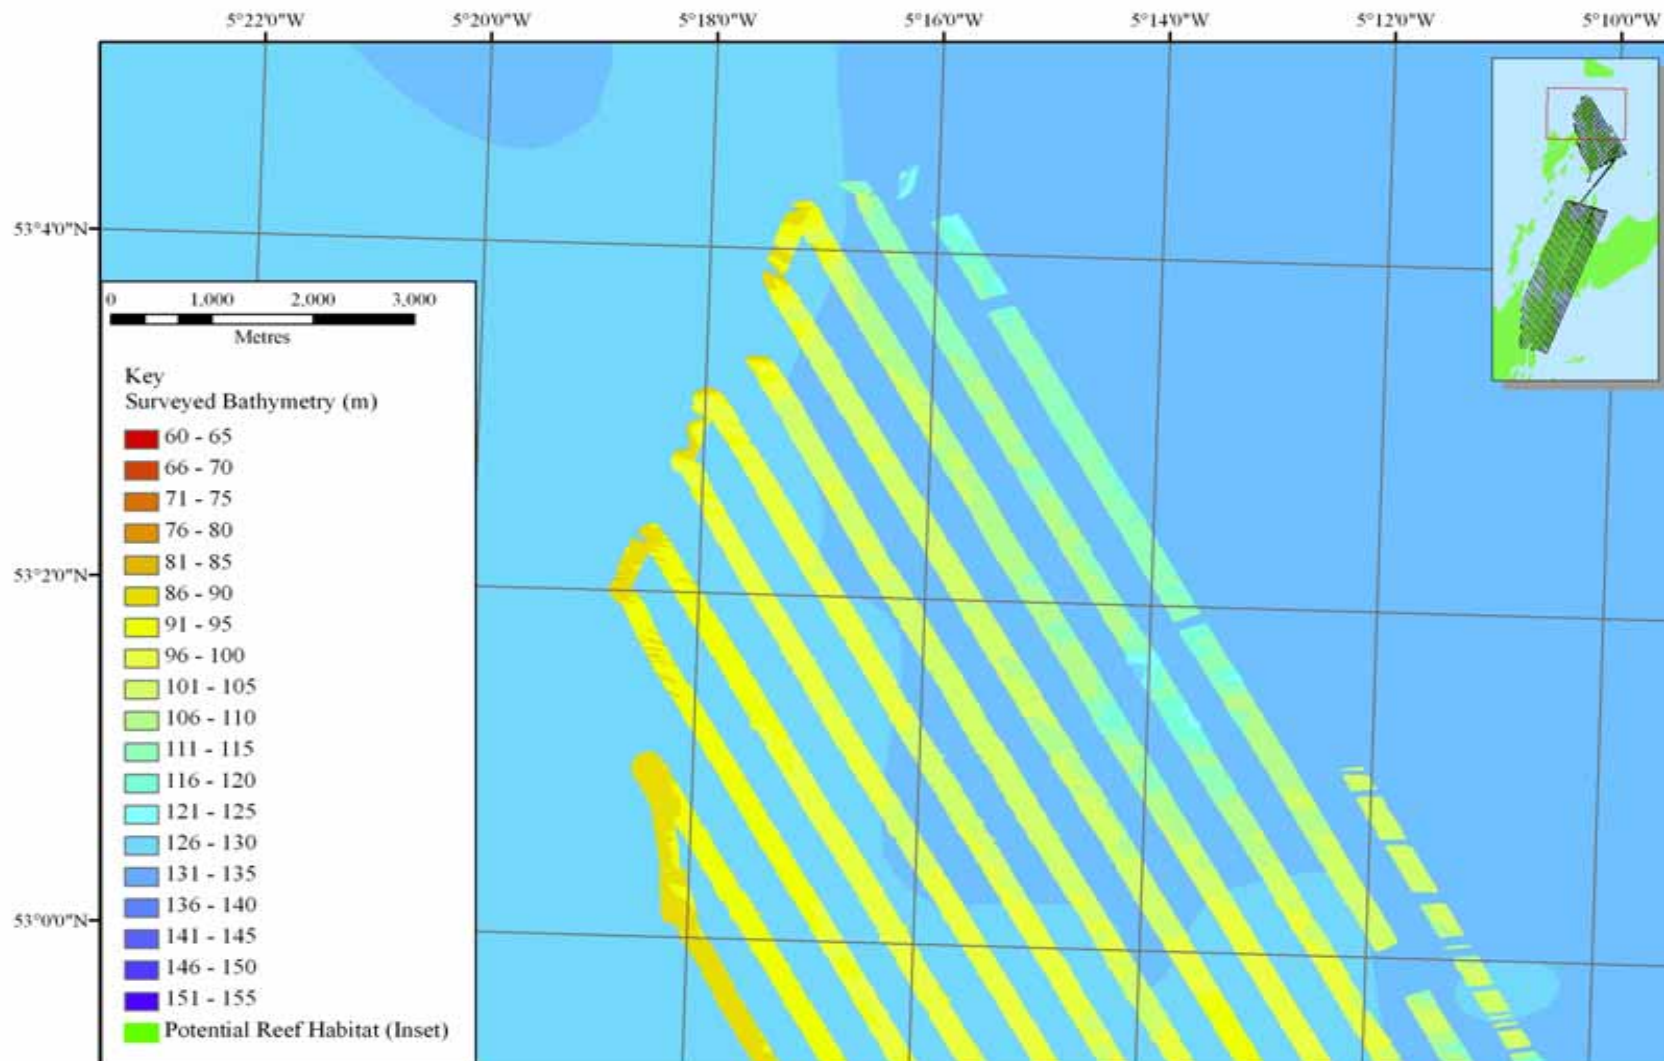 5°22'0"W 5°20'0"W 5°18'0"W 5°16'0"W 5°14'0"W 5°12'0"W 5°10'0"W
53°4'0"N
0 1,000 2,000 3,000
Metres
Key
Surveyed Bathymetry (m)
60 - 65
66 - 70
71 - 75
76 - 80
81 - 85
86 - 90
91 - 95
96 - 100
101 - 105
106 - 110
111 - 115
116 - 120
121 - 125
126 - 130
131 - 135
136 - 140
141 - 145
146 - 150
151 - 155
Potential Reef Habitat (Inset)
53°2'0"N
53°0'0"N